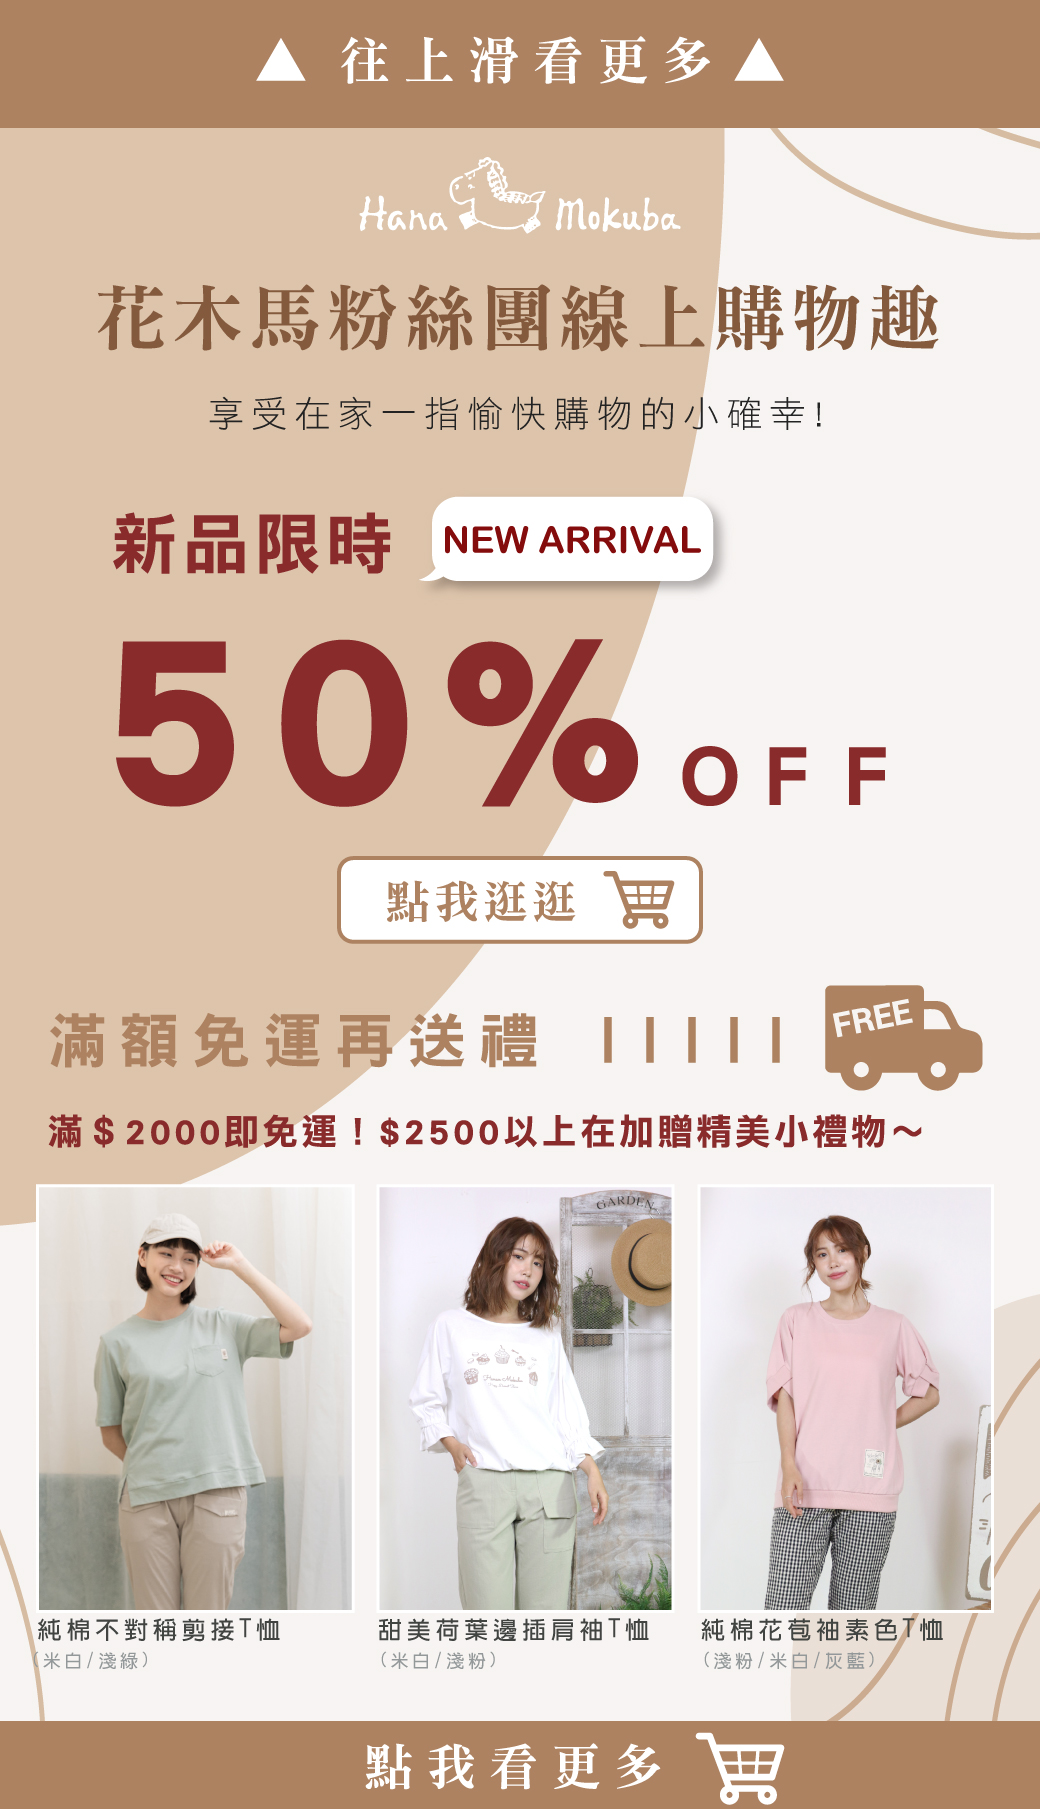 ▲ 往上滑看更多 ▲
Hana Mokuba
花木馬粉絲團線上購物趣
享受在家一指愉快購物的小確幸!
新品限時
NEW ARRIVAL
50% OFF
點我逛逛
滿額免運再送禮 | | | | |
FREE
滿$2000即免運!$2500以上在加贈精美小禮物～
GARDEN
純棉不對稱剪接T恤
(米白/淺綠)
甜美荷葉邊插肩袖T恤
(米白/淺粉)
純棉花苞袖素色T恤
(淺粉/米白/灰藍)
點我看更多